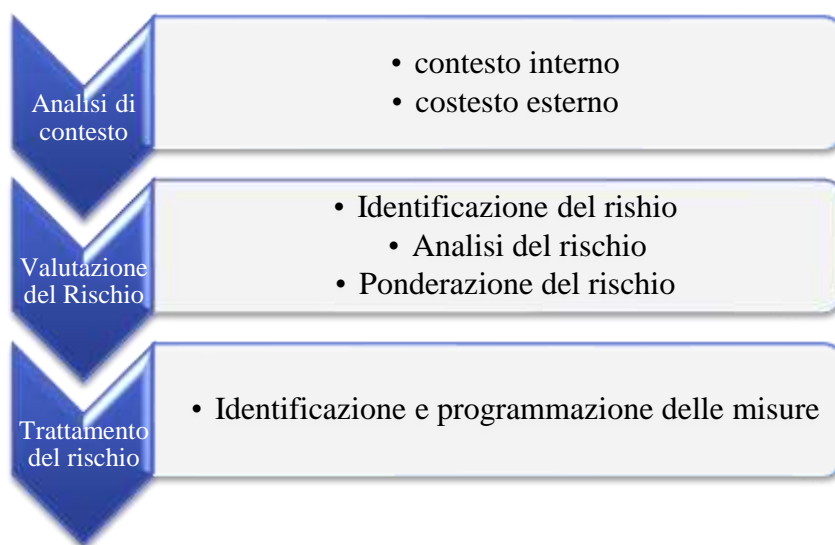 Analisi di
contesto
• contesto interno
• costesto esterno
Valutazione
del Rischio
• Identificazione del rishio
• Analisi del rischio
• Ponderazione del rischio
Trattamento
del rischio
• Identificazione e programmazione delle misure